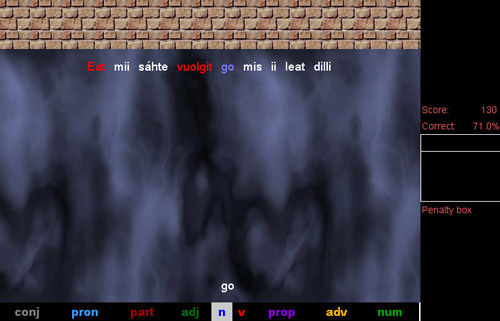 Eat mii sáhte vuolgit go mis ii leat dilli
Score: 130
Correct: 71.0%
Penalty box
go
conj pron part adj n v prop adv num